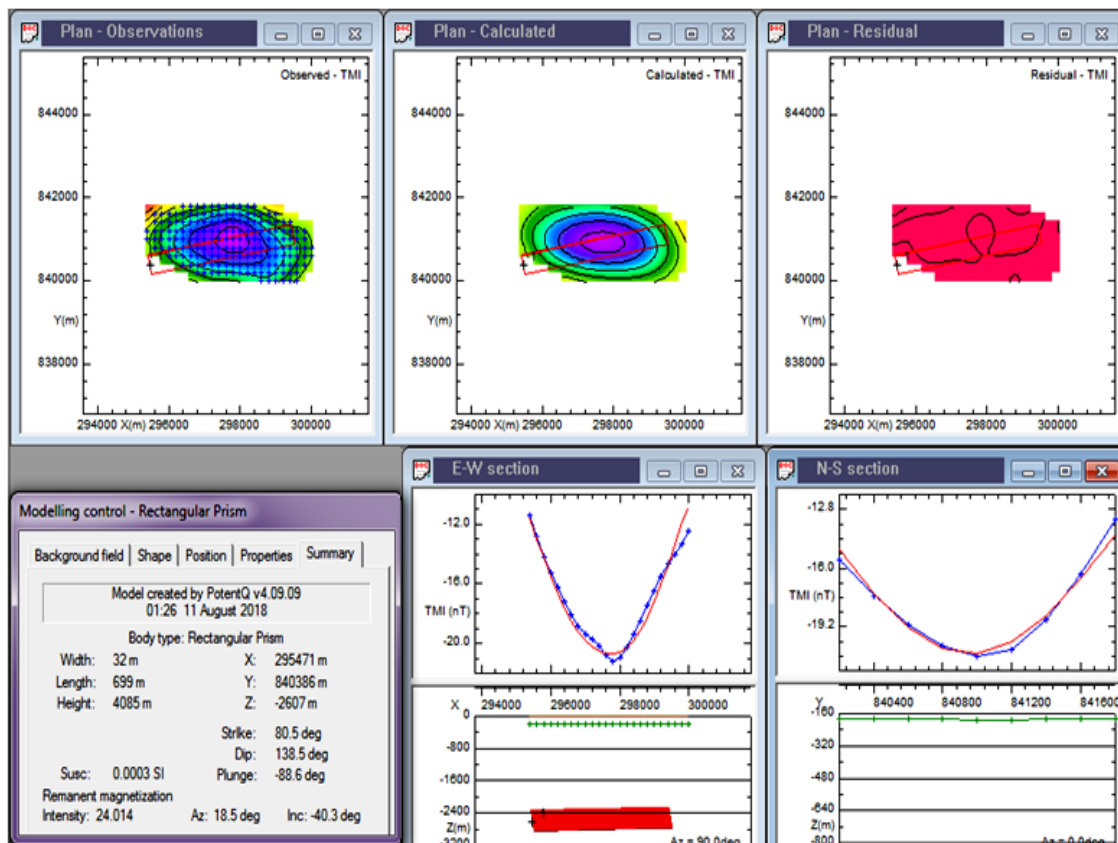 Plan - Observations
Observed - TMI
844000
842000
840000
Y(m)
838000
294000 X(m) 296000 298000 300000
Plan - Calculated
Calculated - TMI
844000
842000
840000
Y(m)
838000
294000 X(m) 296000 298000 300000
Plan - Residual
Residual - TMI
844000
842000
840000
Y(m)
838000
294000 X(m) 296000 298000 300000
Modelling control - Rectangular Prism
Background field Shape Position Properties Summary
Model created by PotentQ v4.09.09
01:26 11 August 2018
Body type: Rectangular Prism
Width: 32 m X: 295471 m
Length: 699 m Y: 840386 m
Height: 4085 m Z: -2607 m
Strike: 80.5 deg
Dip: 138.5 deg
Susc: 0.0003 SI Plunge: -88.6 deg
Remanent magnetization
Intensity: 24.014 Az: 18.5 deg Inc: -40.3 deg
E-W section
-12.0
-16.0
TMI (nT)
-20.0
X 296000 298000 300000
0
-800
-1600
-2400
Z(m)
-3200
Az = 90.0deg
N-S section
-12.8
-16.0
TMI (nT)
-19.2
Y 840400 840800 841200 841600
-160
-320
-480
-640
Z(m)
-800
Az = 0.0deg